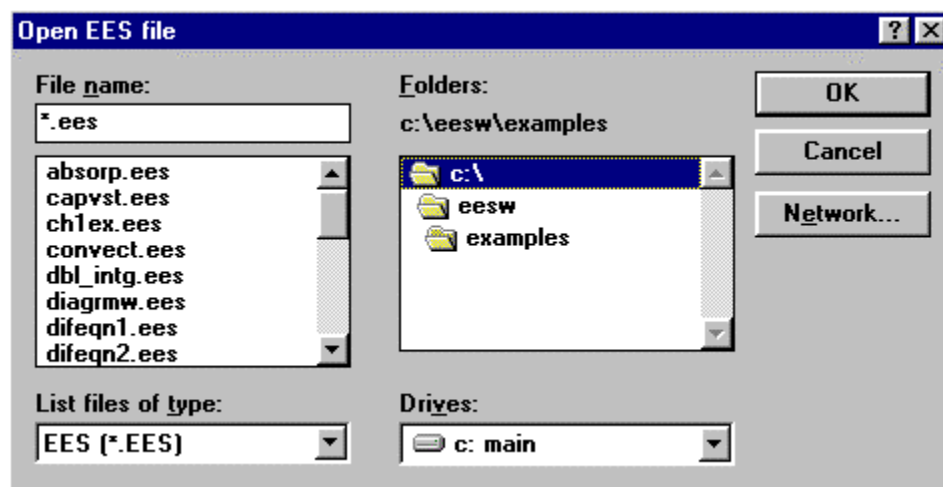 Open EES file
File name:
*.ees
absorp.ees
capvst.ees
ch1ex.ees
convect.ees
dbl_intg.ees
diagrmw.ees
difeqn1.ees
difeqn2.ees
List files of type:
EES (*.EES)
Folders:
c:\eesw\examples
c:\
eesw
examples
Drives:
c: main
OK
Cancel
Network...